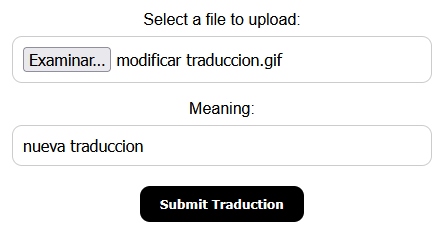 Select a file to upload:
Examinar... modificar traduccion.gif
Meaning:
nueva traduccion
Submit Traduction